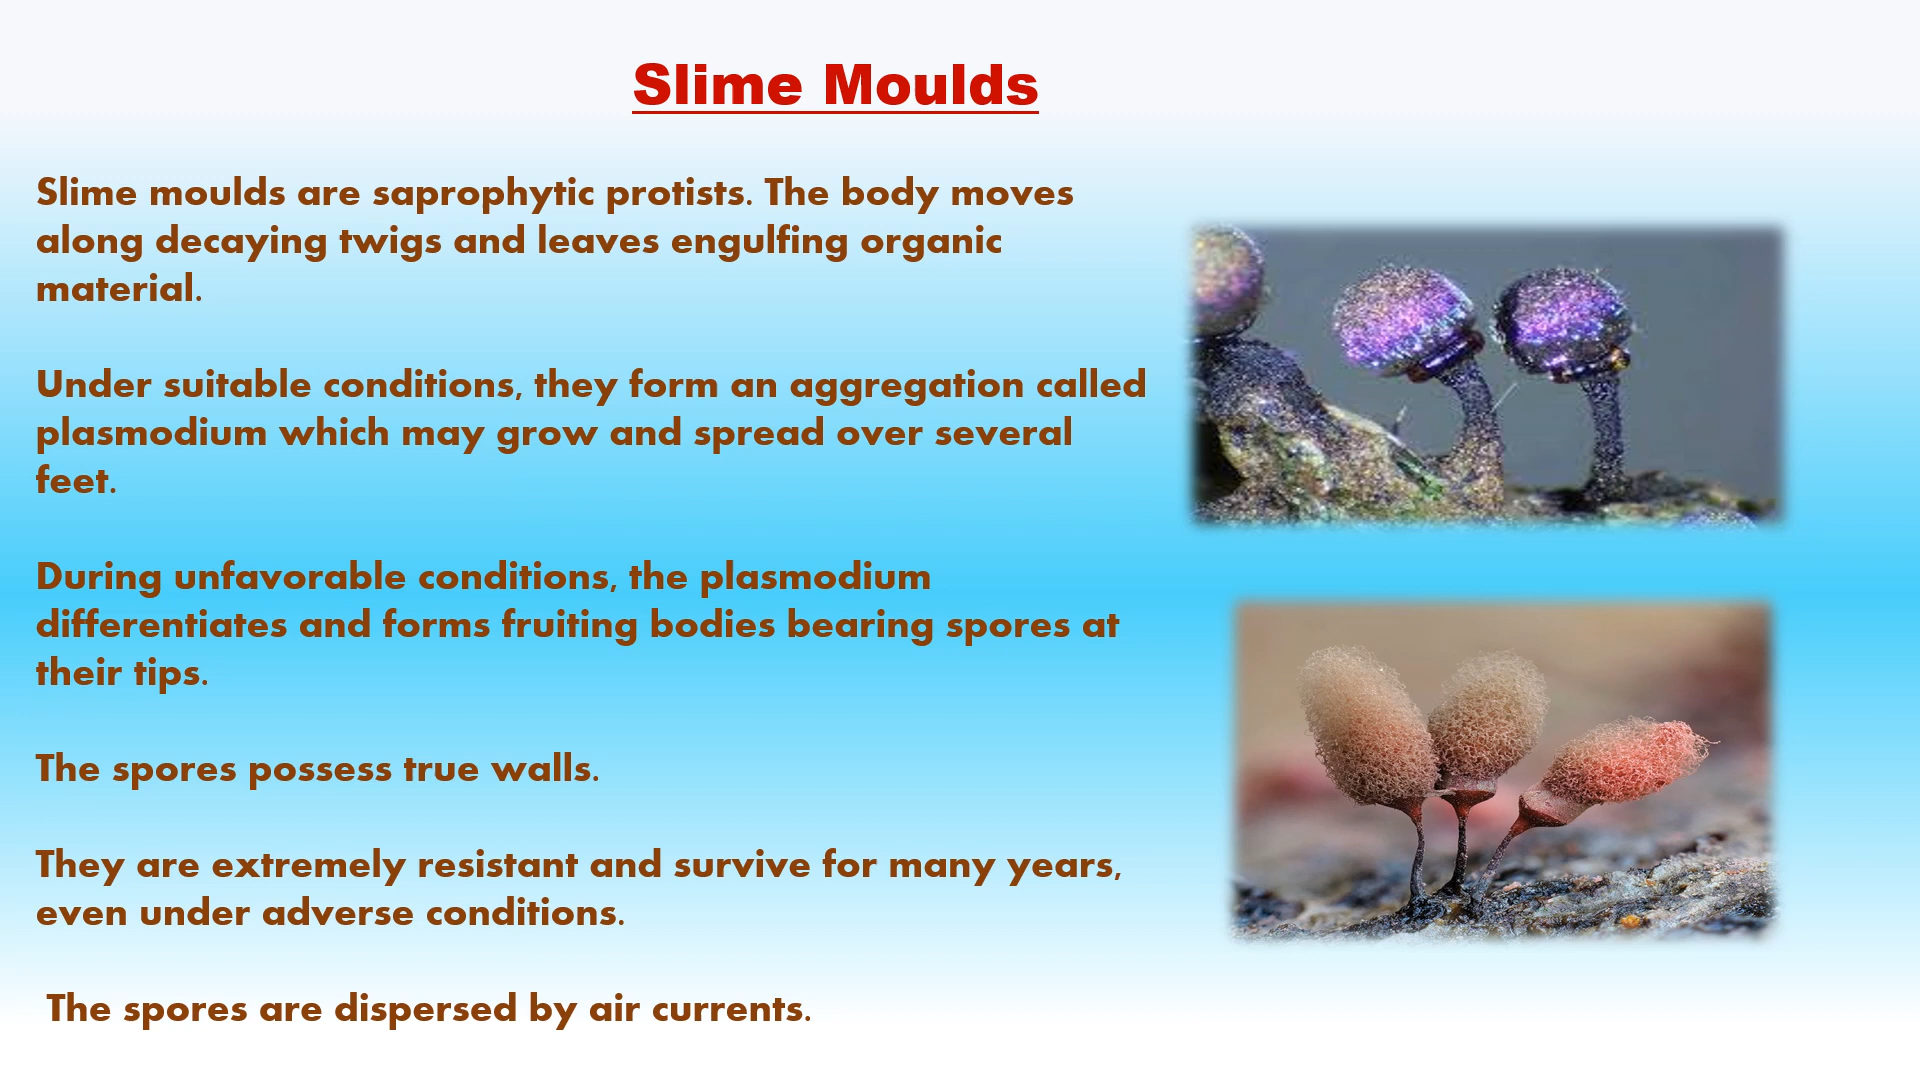 Slime Moulds
Slime moulds are saprophytic protists. The body moves
along decaying twigs and leaves engulfing organic
material.
Under suitable conditions, they form an aggregation called
plasmodium which may grow and spread over several
feet.
During unfavorable conditions, the plasmodium
differentiates and forms fruiting bodies bearing spores at
their tips.
The spores possess true walls.
They are extremely resistant and survive for many years,
even under adverse conditions.
The spores are dispersed by air currents.